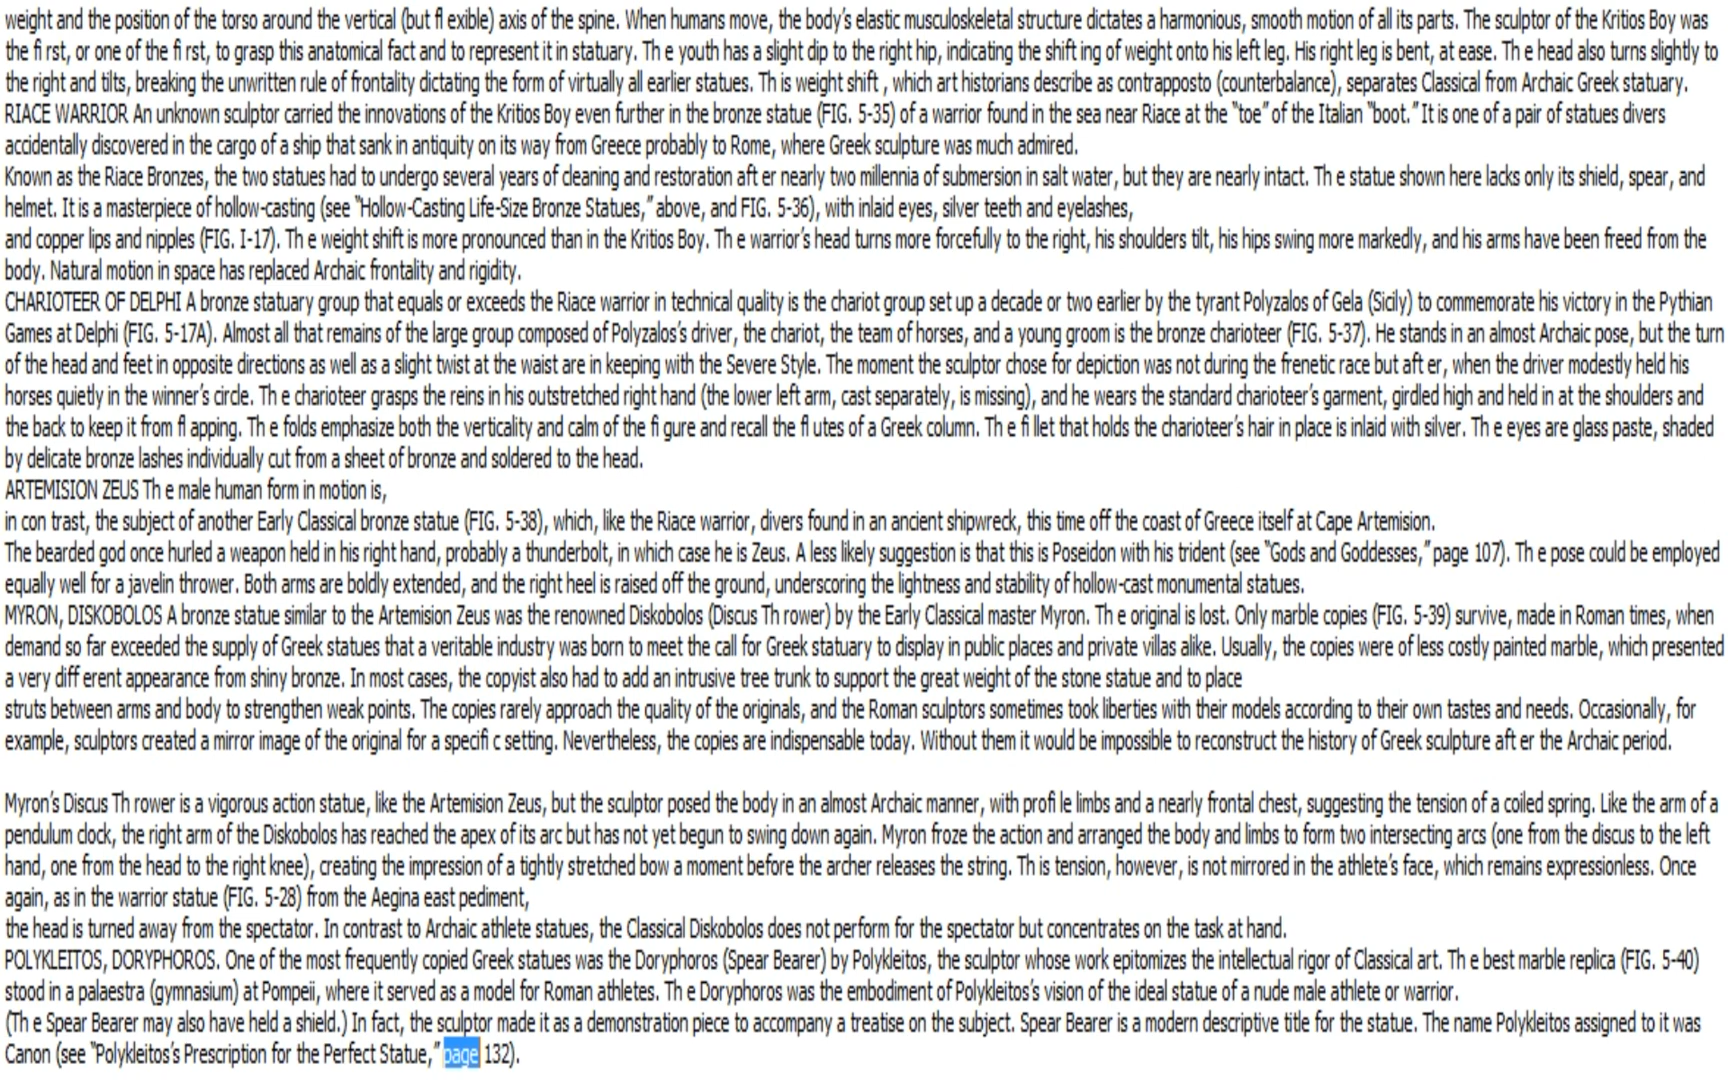 weight and the position of the torso around the vertical (but fl exible) axis of the spine. When humans move, the body’s elastic musculoskeletal structure dictates a harmonious, smooth motion of all its parts. The sculptor of the Kritios Boy was
the fi rst, or one of the fi rst, to grasp this anatomical fact and to represent it in statuary. Th e youth has a slight dip to the right hip, indicating the shift ing of weight onto his left leg. His right leg is bent, at ease. Th e head also turns slightly to
the right and tilts, breaking the unwritten rule of frontality dictating the form of virtually all earlier statues. Th is weight shift , which art historians describe as contrapposto (counterbalance), separates Classical from Archaic Greek statuary.
RIACE WARRIOR An unknown sculptor carried the innovations of the Kritios Boy even further in the bronze statue (FIG. 5-35) of a warrior found in the sea near Riace at the “toe” of the Italian “boot.” It is one of a pair of statues divers
accidentally discovered in the cargo of a ship that sank in antiquity on its way from Greece probably to Rome, where Greek sculpture was much admired.
Known as the Riace Bronzes, the two statues had to undergo several years of cleaning and restoration aft er nearly two millennia of submersion in salt water, but they are nearly intact. Th e statue shown here lacks only its shield, spear, and
helmet. It is a masterpiece of hollow-casting (see “Hollow-Casting Life-Size Bronze Statues,” above, and FIG. 5-36), with inlaid eyes, silver teeth and eyelashes,
and copper lips and nipples (FIG. I-17). Th e weight shift is more pronounced than in the Kritios Boy. Th e warrior’s head turns more forcefully to the right, his shoulders tilt, his hips swing more markedly, and his arms have been freed from the
body. Natural motion in space has replaced Archaic frontality and rigidity.
CHARIOTEER OF DELPHI A bronze statuary group that equals or exceeds the Riace warrior in technical quality is the chariot group set up a decade or two earlier by the tyrant Polyzalos of Gela (Sicily) to commemorate his victory in the Pythian
Games at Delphi (FIG. 5-17A). Almost all that remains of the large group composed of Polyzalos’s driver, the chariot, the team of horses, and a young groom is the bronze charioteer (FIG. 5-37). He stands in an almost Archaic pose, but the turn
of the head and feet in opposite directions as well as a slight twist at the waist are in keeping with the Severe Style. The moment the sculptor chose for depiction was not during the frenetic race but aft er, when the driver modestly held his
horses quietly in the winner’s circle. Th e charioteer grasps the reins in his outstretched right hand (the lower left arm, cast separately, is missing), and he wears the standard charioteer’s garment, girdled high and held in at the shoulders and
the back to keep it from fl apping. Th e folds emphasize both the verticality and calm of the fi gure and recall the fl utes of a Greek column. Th e fi llet that holds the charioteer’s hair in place is inlaid with silver. Th e eyes are glass paste, shaded
by delicate bronze lashes individually cut from a sheet of bronze and soldered to the head.
ARTEMISION ZEUS Th e male human form in motion is,
in con trast, the subject of another Early Classical bronze statue (FIG. 5-38), which, like the Riace warrior, divers found in an ancient shipwreck, this time off the coast of Greece itself at Cape Artemision.
The bearded god once hurled a weapon held in his right hand, probably a thunderbolt, in which case he is Zeus. A less likely suggestion is that this is Poseidon with his trident (see “Gods and Goddesses,” page 107). Th e pose could be employed
equally well for a javelin thrower. Both arms are boldly extended, and the right heel is raised off the ground, underscoring the lightness and stability of hollow-cast monumental statues.
MYRON, DISKOBOLOS A bronze statue similar to the Artemision Zeus was the renowned Diskobolos (Discus Th rower) by the Early Classical master Myron. Th e original is lost. Only marble copies (FIG. 5-39) survive, made in Roman times, when
demand so far exceeded the supply of Greek statues that a veritable industry was born to meet the call for Greek statuary to display in public places and private villas alike. Usually, the copies were of less costly painted marble, which presented
a very diff erent appearance from shiny bronze. In most cases, the copyist also had to add an intrusive tree trunk to support the great weight of the stone statue and to place
struts between arms and body to strengthen weak points. The copies rarely approach the quality of the originals, and the Roman sculptors sometimes took liberties with their models according to their own tastes and needs. Occasionally, for
example, sculptors created a mirror image of the original for a specifi c setting. Nevertheless, the copies are indispensable today. Without them it would be impossible to reconstruct the history of Greek sculpture aft er the Archaic period.
Myron’s Discus Th rower is a vigorous action statue, like the Artemision Zeus, but the sculptor posed the body in an almost Archaic manner, with profi le limbs and a nearly frontal chest, suggesting the tension of a coiled spring. Like the arm of a
pendulum clock, the right arm of the Diskobolos has reached the apex of its arc but has not yet begun to swing down again. Myron froze the action and arranged the body and limbs to form two intersecting arcs (one from the discus to the left
hand, one from the head to the right knee), creating the impression of a tightly stretched bow a moment before the archer releases the string. Th is tension, however, is not mirrored in the athlete’s face, which remains expressionless. Once
again, as in the warrior statue (FIG. 5-28) from the Aegina east pediment,
the head is turned away from the spectator. In contrast to Archaic athlete statues, the Classical Diskobolos does not perform for the spectator but concentrates on the task at hand.
POLYKLEITOS, DORYPHOROS. One of the most frequently copied Greek statues was the Doryphoros (Spear Bearer) by Polykleitos, the sculptor whose work epitomizes the intellectual rigor of Classical art. Th e best marble replica (FIG. 5-40)
stood in a palaestra (gymnasium) at Pompeii, where it served as a model for Roman athletes. Th e Doryphoros was the embodiment of Polykleitos’s vision of the ideal statue of a nude male athlete or warrior.
(Th e Spear Bearer may also have held a shield.) In fact, the sculptor made it as a demonstration piece to accompany a treatise on the subject. Spear Bearer is a modern descriptive title for the statue. The name Polykleitos assigned to it was
Canon (see “Polykleitos’s Prescription for the Perfect Statue,” page 132).